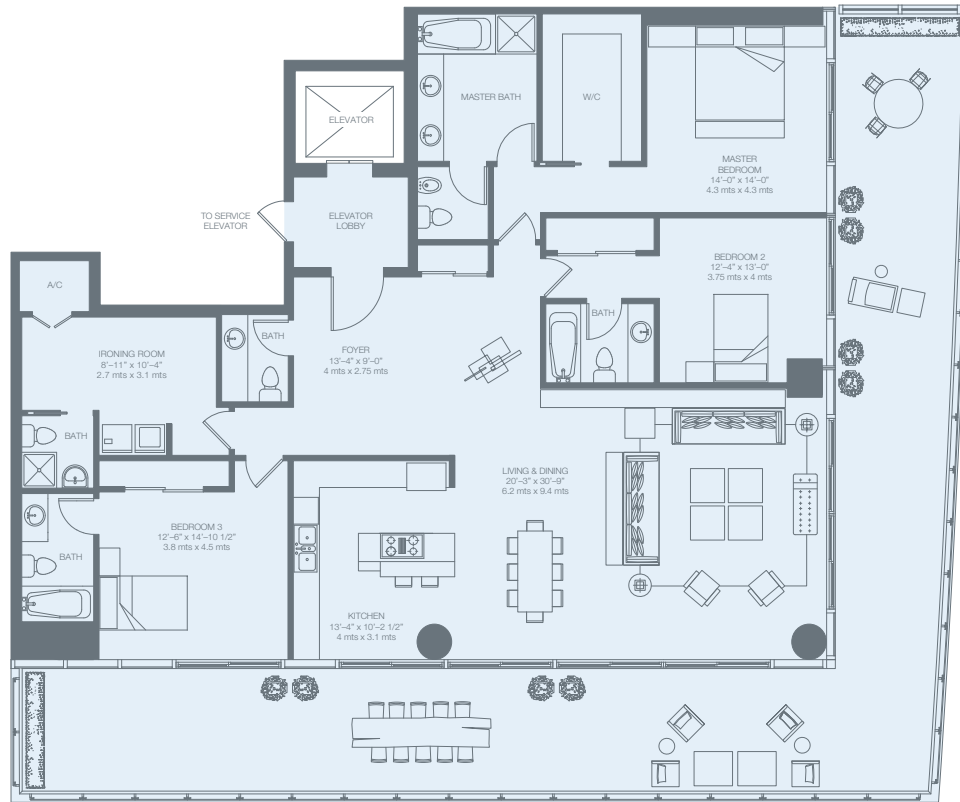 MASTER BATH
W/C
ELEVATOR
MASTER
BEDROOM
14'-0" x 14'-0"
4.3 x 4.3 mts
TO SERVICE
ELEVATOR
ELEVATOR
LOBBY
BEDROOM 2
12'-4" x 13'-0"
3.75 mts x 4 mts
A/C
BATH
BATH
IRONING ROOM
8'-11" x 10'-4"
2.7 mts x 3.1 mts
FOYER
13'-4" x 9'-0"
4 mts x 2.75 mts
BATH
LIVING & DINING
20'-3" x 30'-9"
6.2 mts x 9.4 mts
BEDROOM 3
12'-6" x 14'-10 1/2"
3.8 mts x 4.5 mts
BATH
KITCHEN
13'-4" x 10'-2 1/2"
4 mts x 3.1 mts